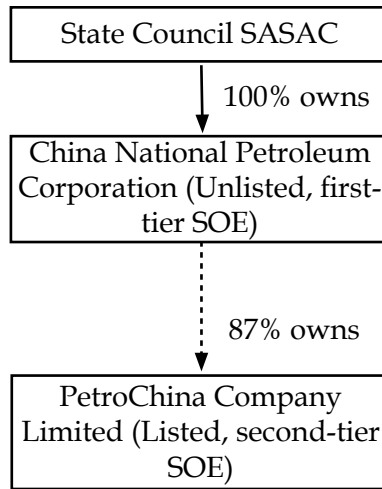 State Council SASAC
100% owns
China National Petroleum
Corporation (Unlisted, first-
tier SOE)
87% owns
PetroChina Company
Limited (Listed, second-tier
SOE)